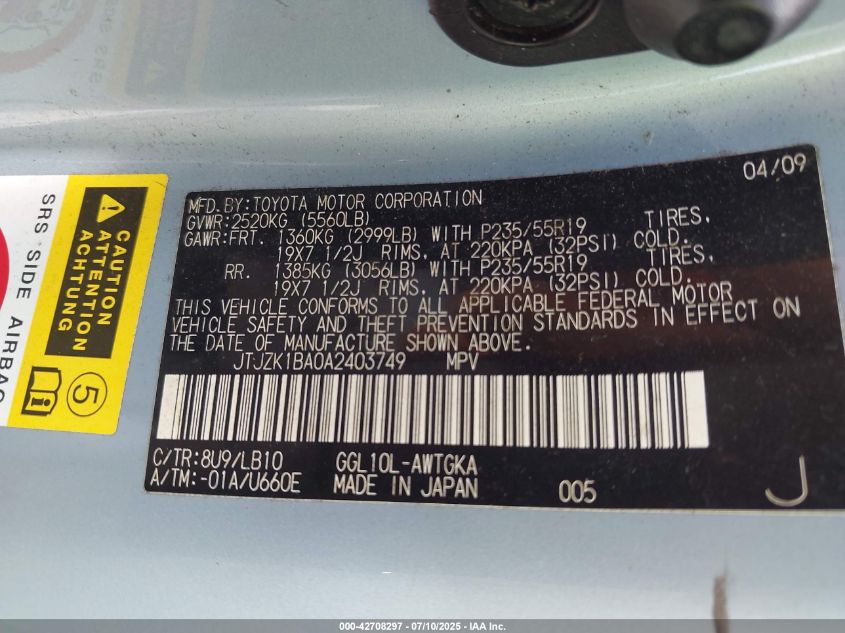 04/09
MFD.BY:TOYOTA MOTOR CORPORATION
GVWR:2520KG (5560LB)
GAWR:FRT. 1360KG (2999LB) WITH P235/55R19 TIRES,
19X7 1/2J RIMS, AT 220KPA (32PSI) COLD.
RR. 1385KG (3056LB) WITH P235/55R19 TIRES,
19X7 1/2J RIMS, AT 220KPA (32PSI) COLD.
THIS VEHICLE CONFORMS TO ALL APPLICABLE FEDERAL MOTOR
VEHICLE SAFETY AND THEFT PREVENTION STANDARDS IN EFFECT ON
THE DATE OF MANUFACTURE SHOWN ABOVE.
JTJZK1BA0A2403749 MPV
C/TR:8U9/LB10 GGL10L-AWTGKA
A/TM:-01A/U660E MADE IN JAPAN 005 J
SRS SIDE AIRBAG
CAUTION
ATTENTION
ACHTUNG
5
i
000-42708297 - 07/10/2025 - IAA Inc.